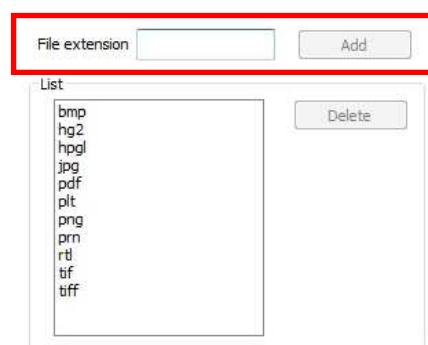 File extension Add
List
bmp
Delete
hg2
hpgl
jpg
pdf
plt
png
prn
rtl
tif
tiff